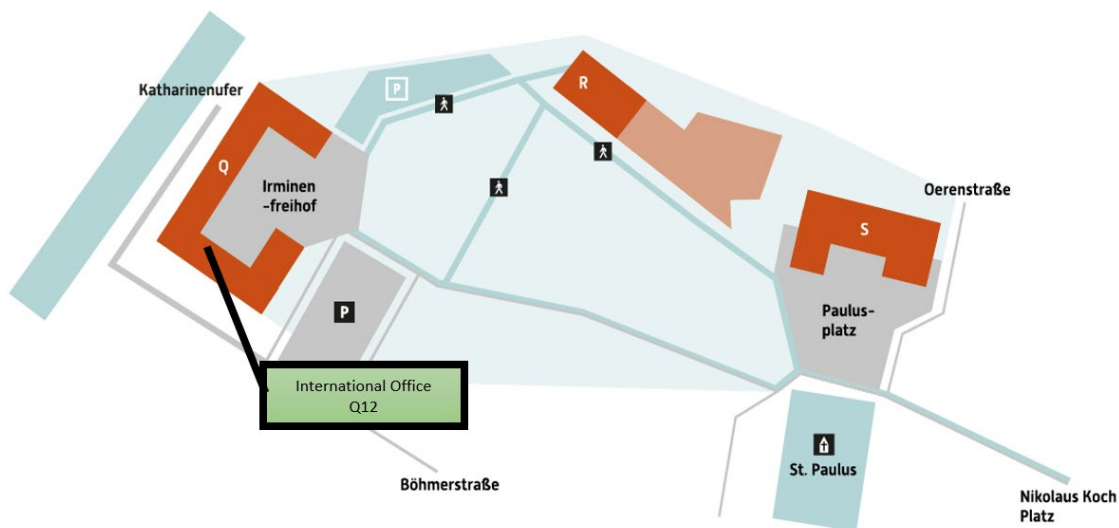 Katharinenufer
P
R
Q
Irminen
-freihof
Oerenstraße
S
P
Paulus-
platz
International Office
Q12
St. Paulus
Böhmerstraße
Nikolaus Koch
Platz